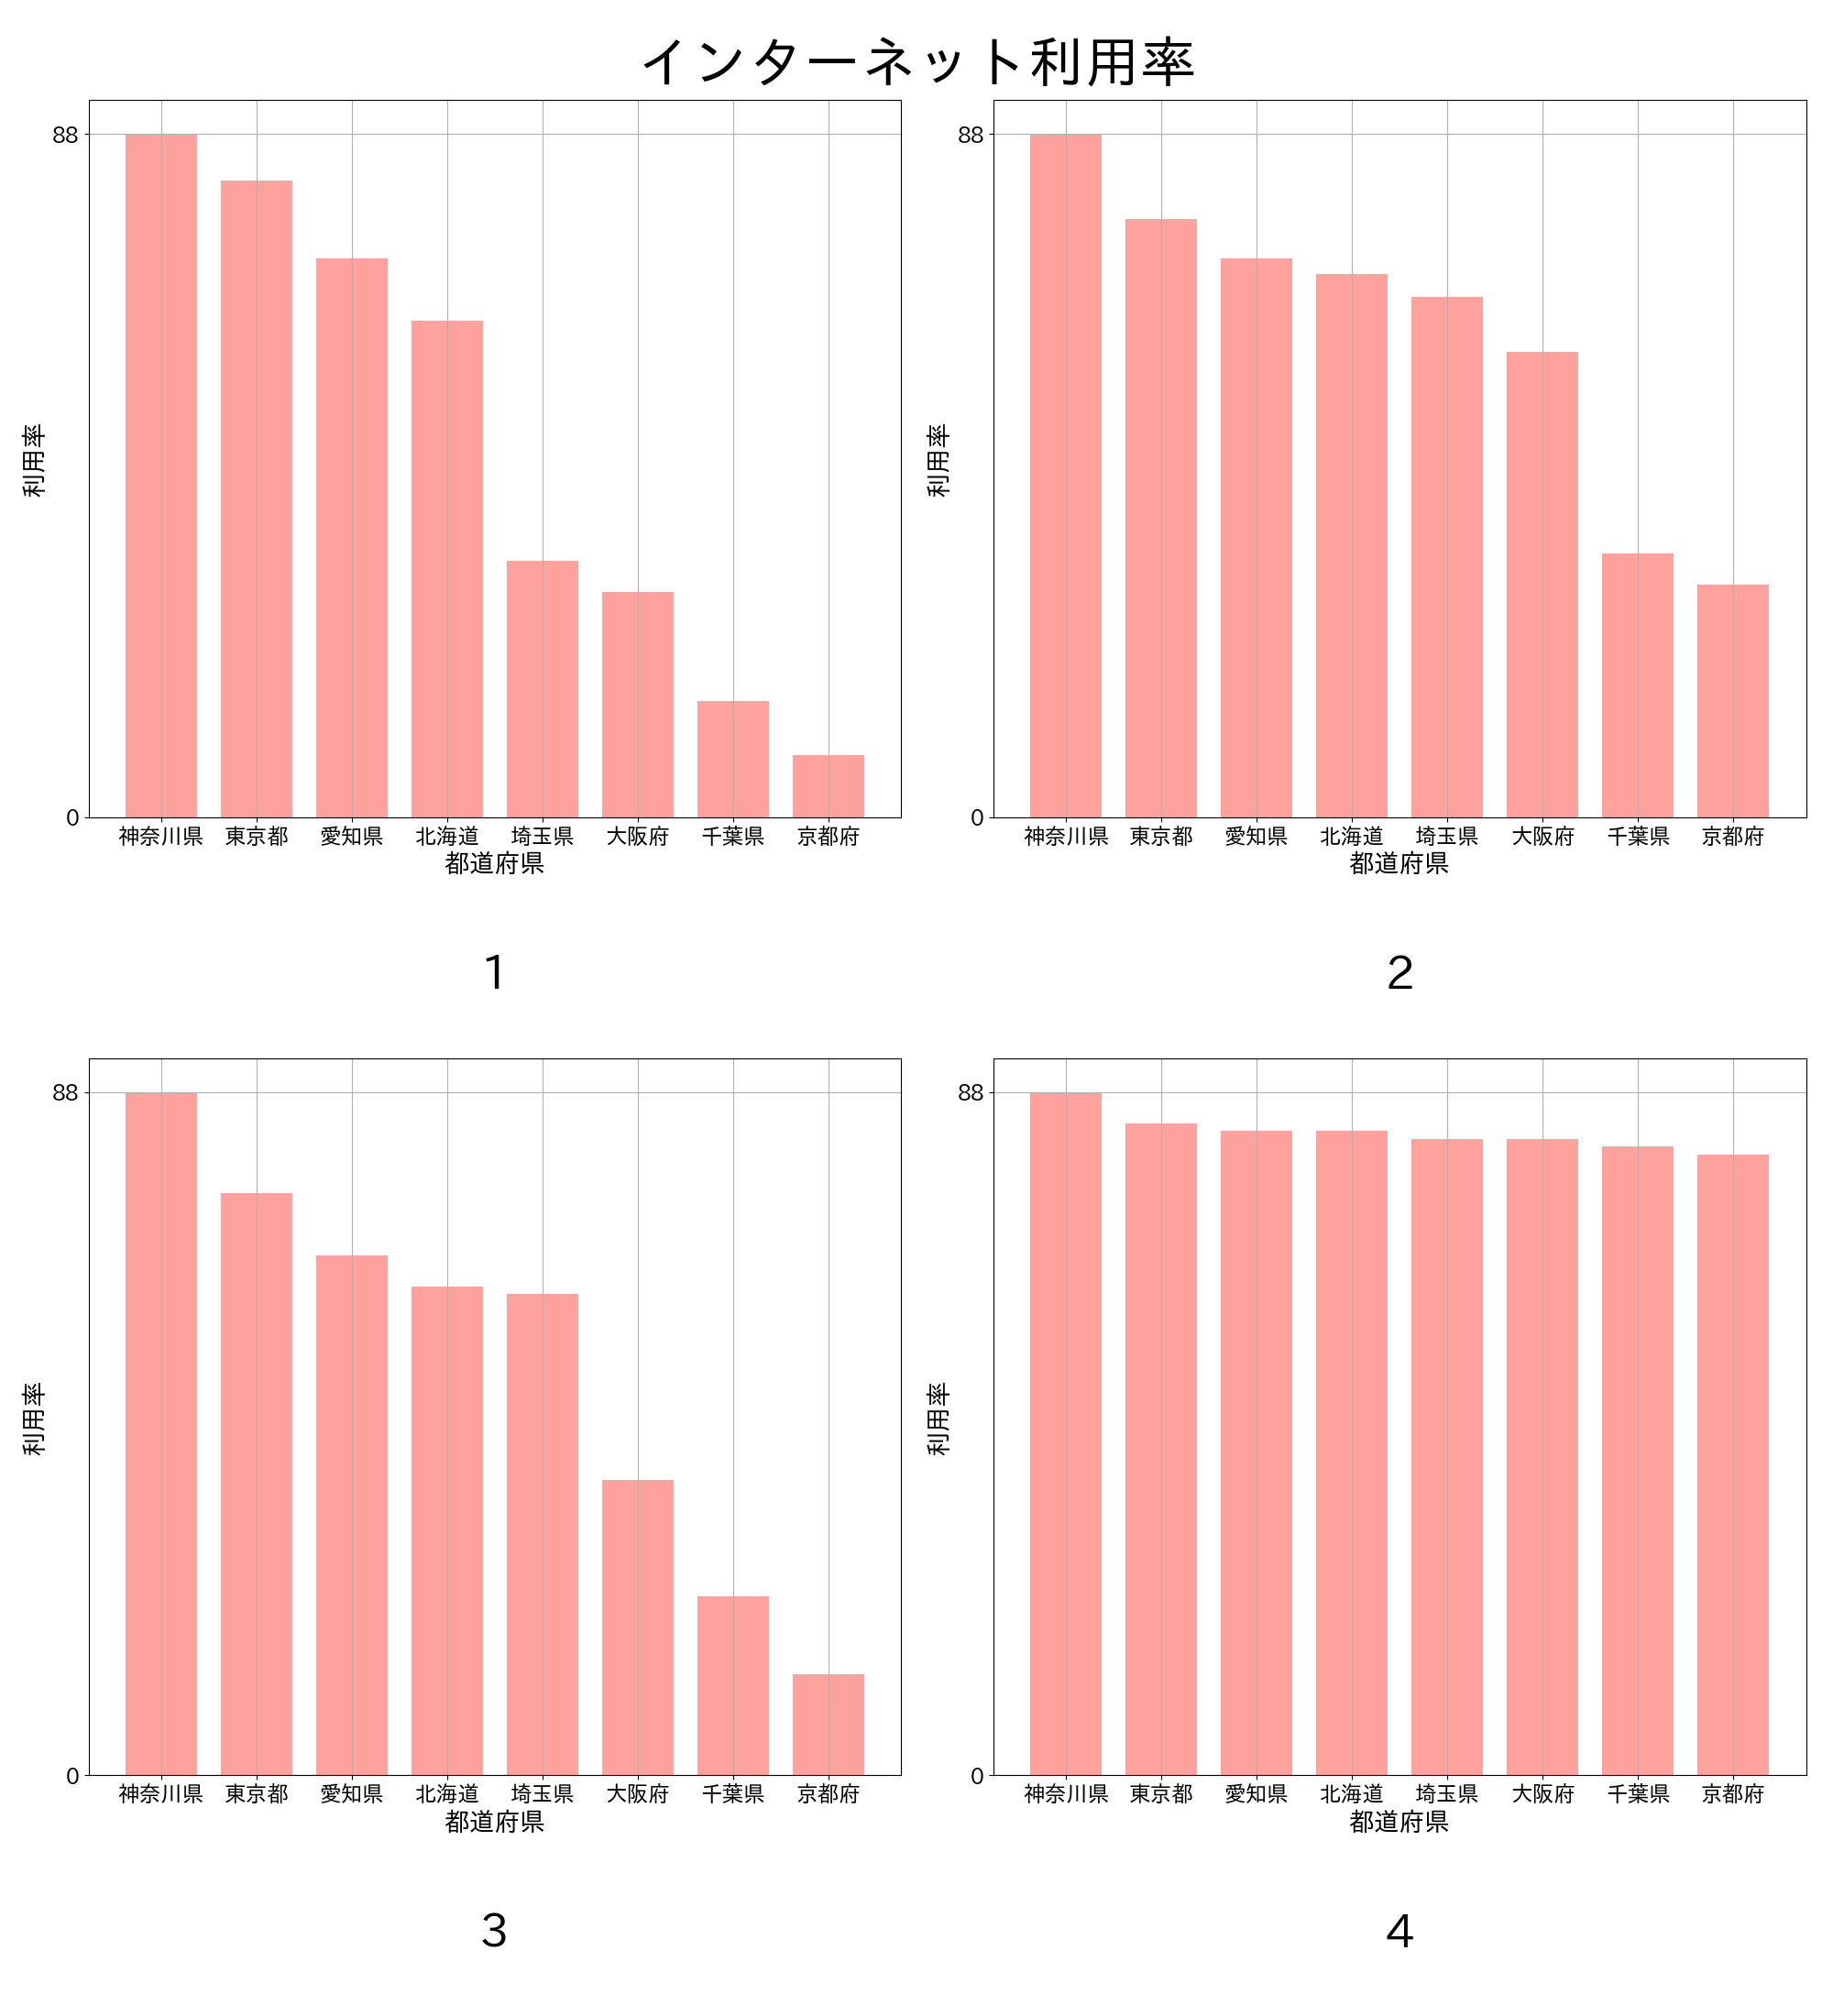 インターネット利用率
88
0
利用率
神奈川県 東京都 愛知県 北海道 埼玉県 大阪府 千葉県 京都府
都道府県
1
88
0
利用率
神奈川県 東京都 愛知県 北海道 埼玉県 大阪府 千葉県 京都府
都道府県
2
88
0
利用率
神奈川県 東京都 愛知県 北海道 埼玉県 大阪府 千葉県 京都府
都道府県
3
88
0
利用率
神奈川県 東京都 愛知県 北海道 埼玉県 大阪府 千葉県 京都府
都道府県
4